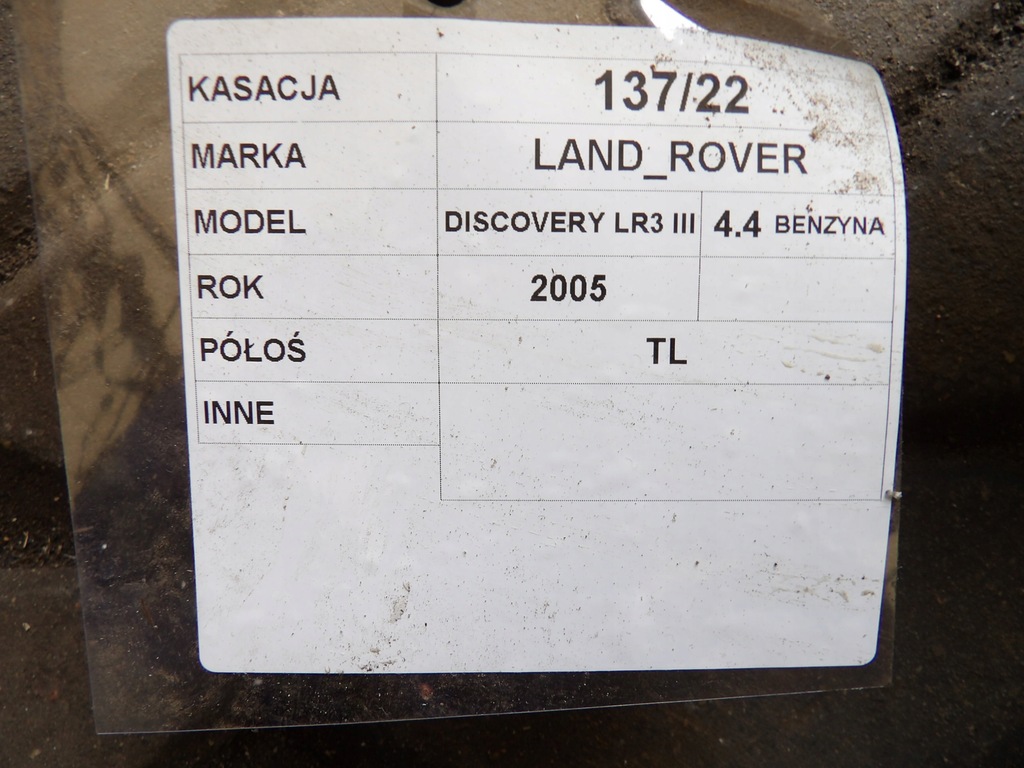 KASACJA 137/22
MARKA LAND_ROVER
MODEL DISCOVERY LR3 III 4.4 BENZYNA
ROK 2005
PÓŁOŚ TL
INNE